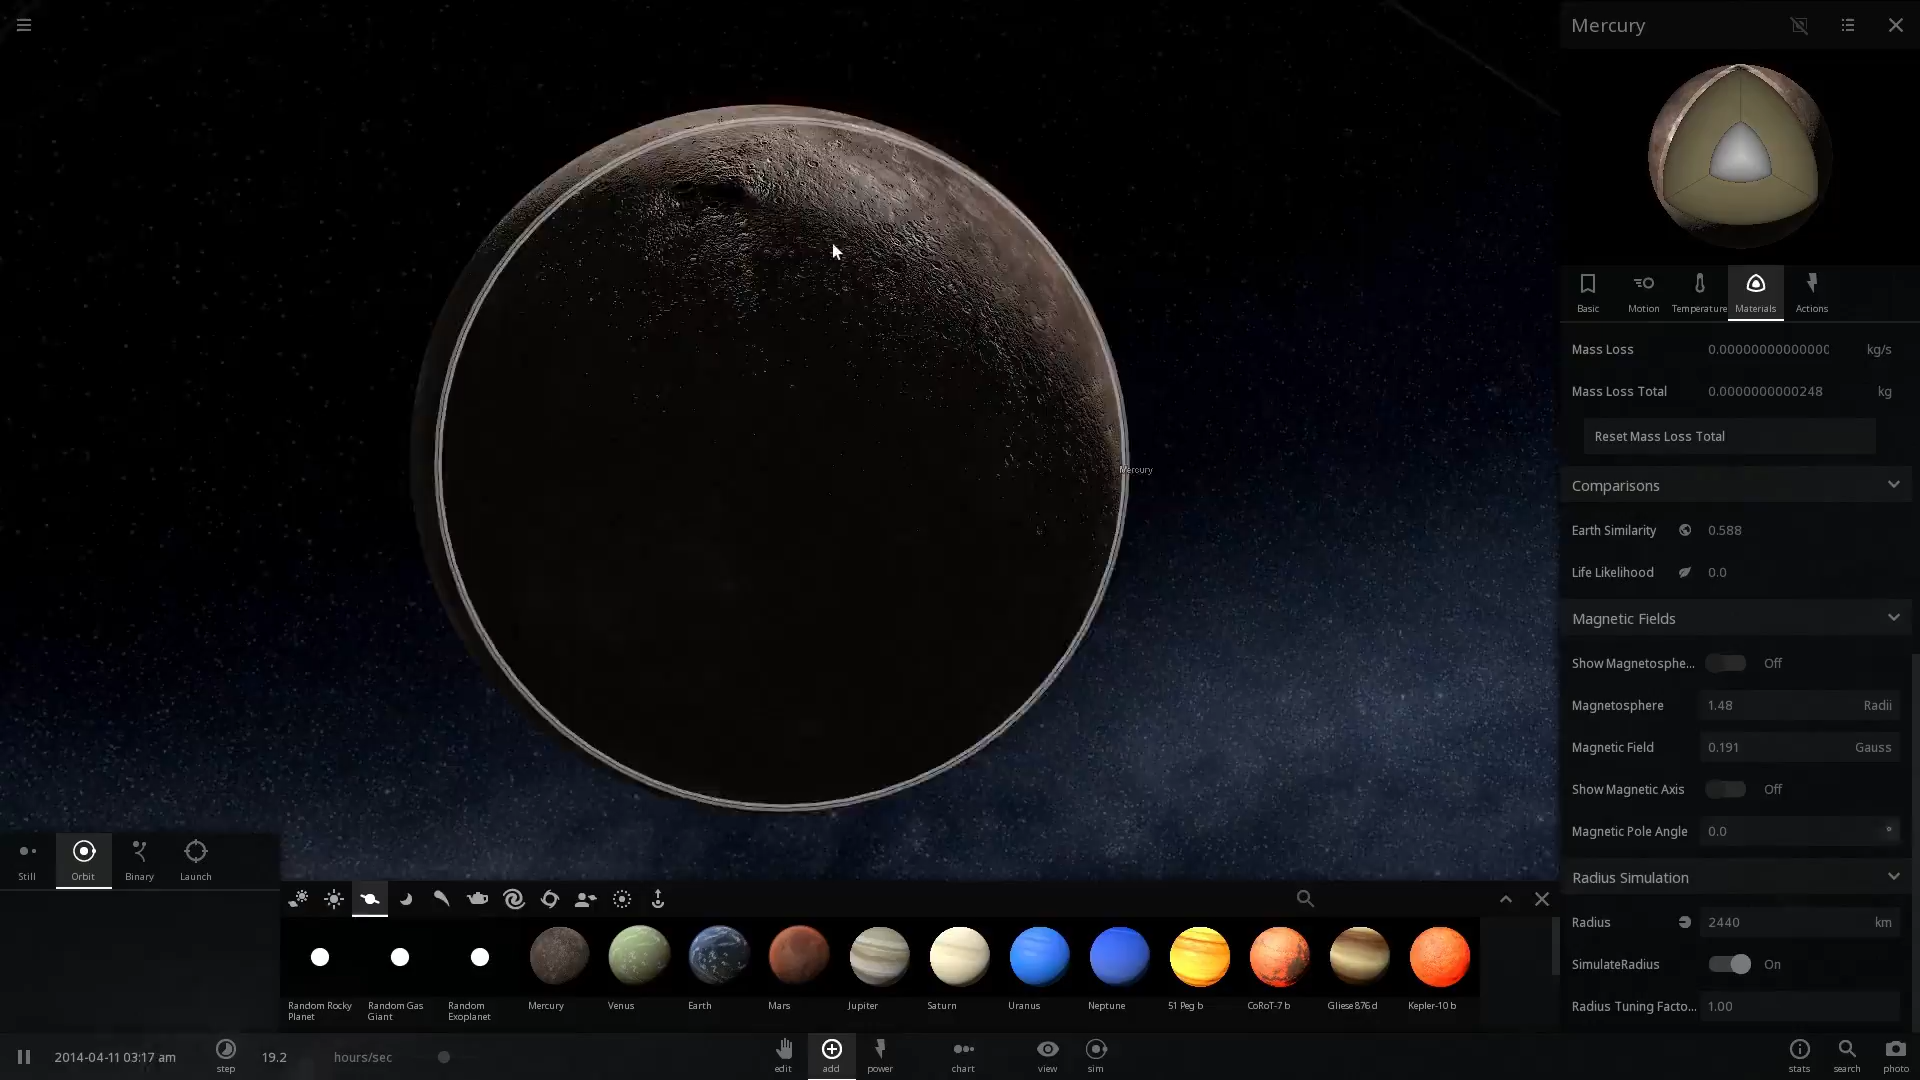 Mercury
Basic
Motion
Temperature
Materials
Actions
Mass Loss 0.00000000000000 kg/s
Mass Loss Total 0.0000000000248 kg
Reset Mass Loss Total
Mercury
Comparisons
Earth Similarity 0.588
Life Likelihood 0.0
Magnetic Fields
Show Magnetosphe... Off
Magnetosphere 1.48 Radii
Magnetic Field 0.191 Gauss
Show Magnetic Axis Off
Magnetic Pole Angle 0.0 °
Radius Simulation
Radius 2440 km
SimulateRadius On
Radius Tuning Facto... 1.00
Still
Orbit
Binary
Launch
Random Rocky
Planet
Random Gas
Giant
Random
Exoplanet
Mercury
Venus
Earth
Mars
Jupiter
Saturn
Uranus
Neptune
51 Peg b
CoRoT-7 b
Gliese 876 d
Kepler-10 b
2014-04-11 03:17 am
step
19.2 hours/sec
edit
add
power
chart
view
sim
stats
search
photo